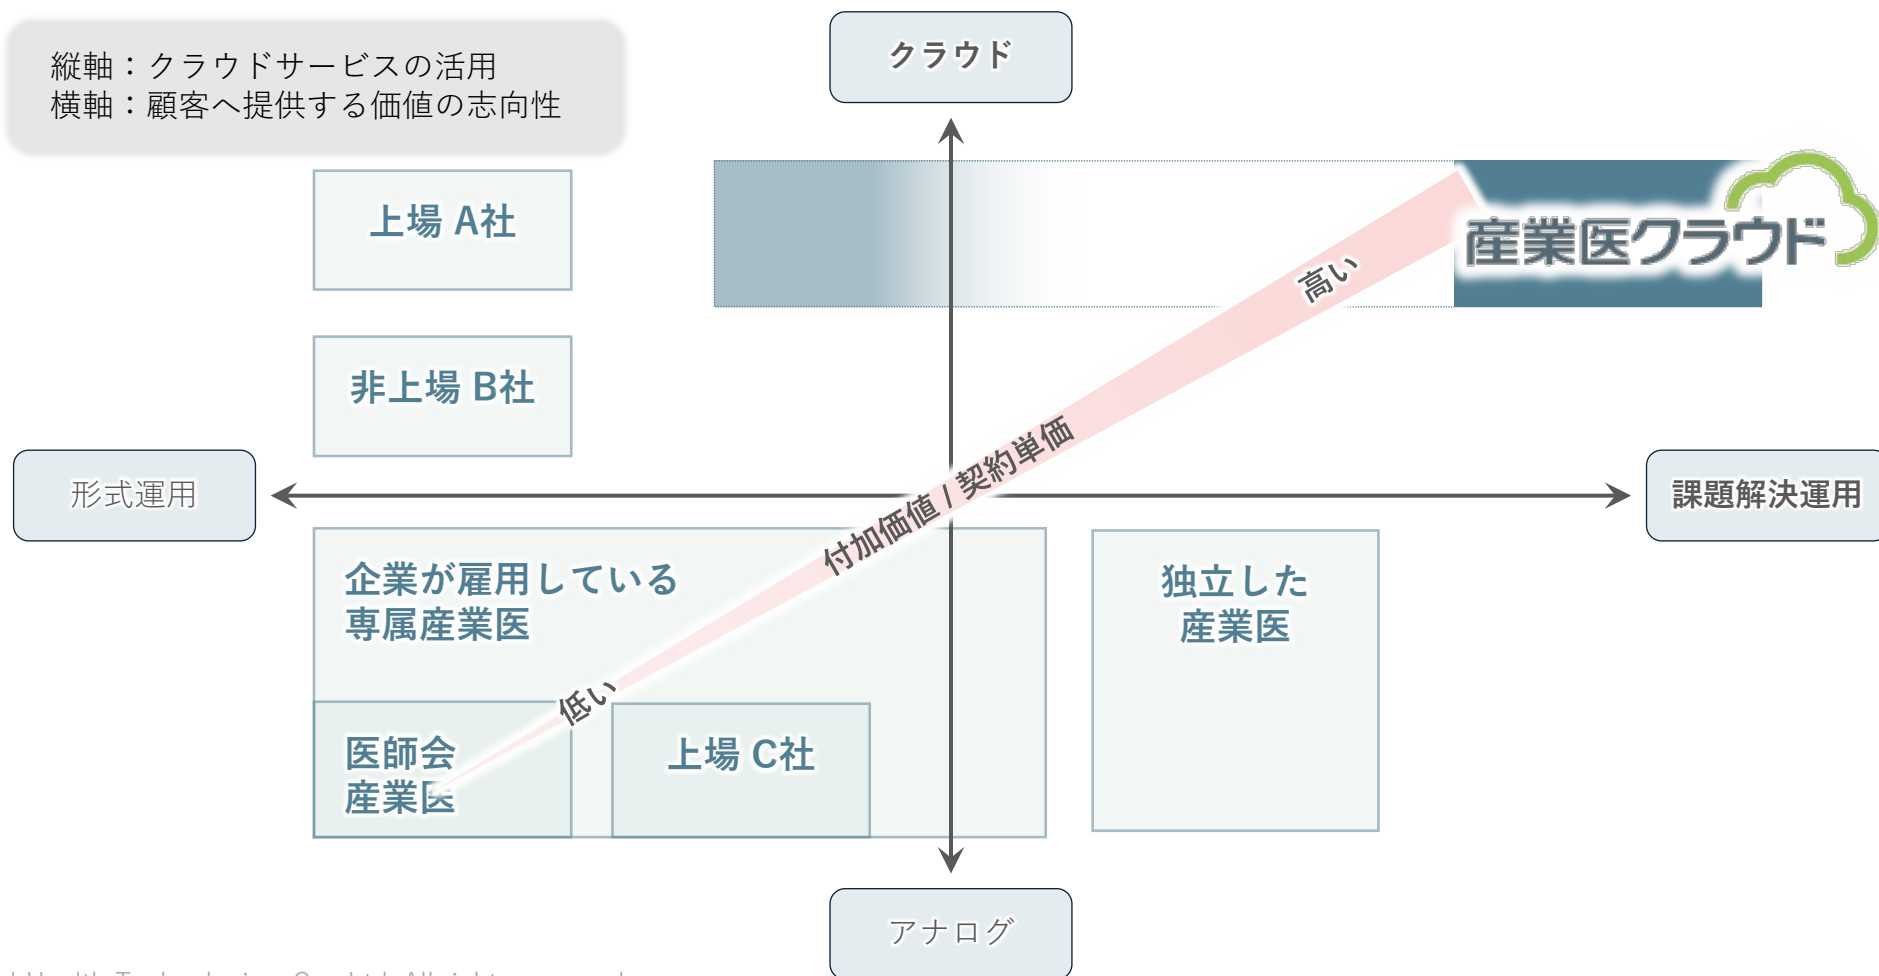 縦軸：クラウドサービスの活用
横軸：顧客へ提供する価値の志向性
クラウド
上場 A社
産業医クラウド
高い
非上場 B社
付加価値 / 契約単価
形式運用
課題解決運用
企業が雇用している
専属産業医
独立した
産業医
低い
医師会
産業医
上場 C社
アナログ